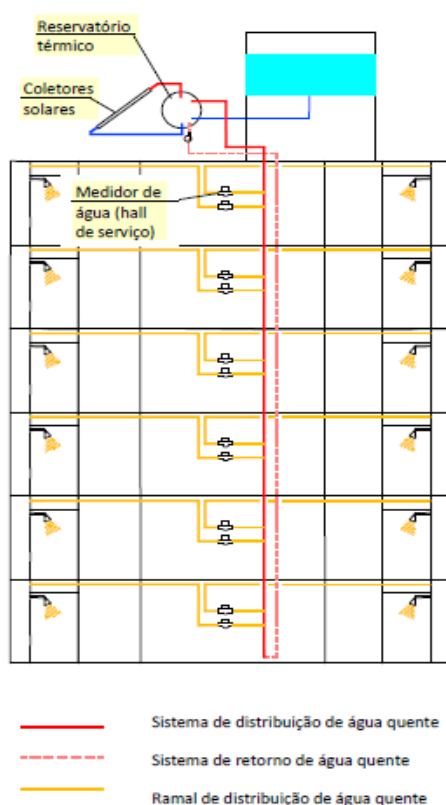 Reservatório
térmico
Coletores
solares
Medidor de
água (hall
de serviço)
Sistema de distribuição de água quente
Sistema de retorno de água quente
Ramal de distribuição de água quente